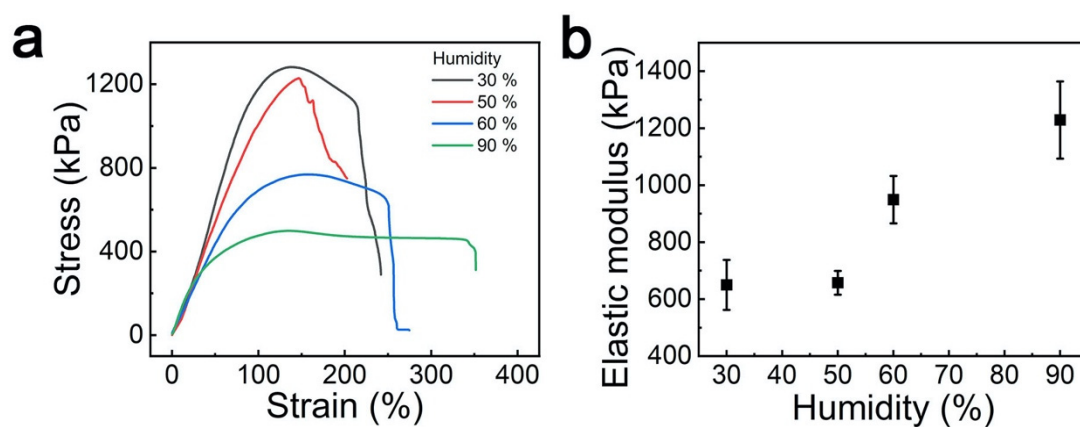 a
Humidity
30 %
50 %
60 %
90 %
Stress (kPa)
1200
800
400
0
0 100 200 300 400
Strain (%)
b
Elastic modulus (kPa)
1400
1200
1000
800
600
400
30 40 50 60 70 80 90
Humidity (%)